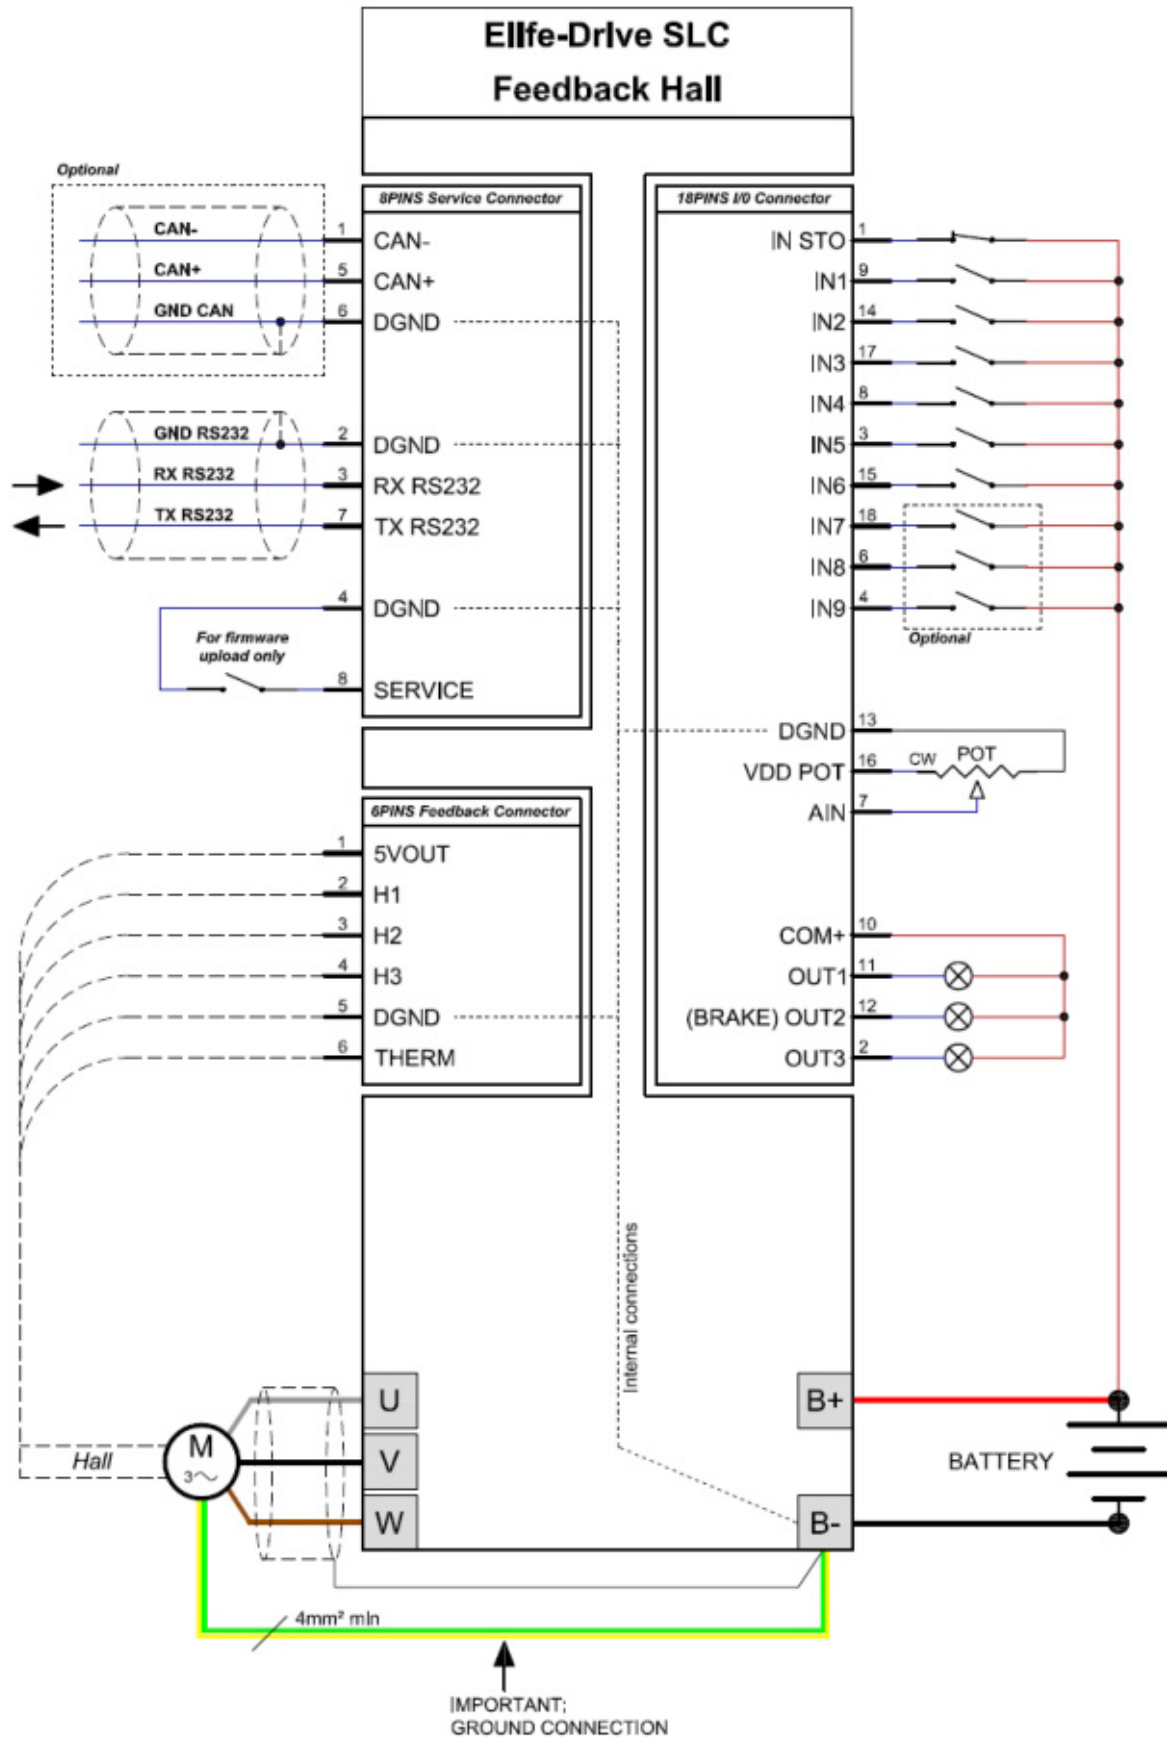 Elife-Drive SLC
Feedback Hall
Optional
8PINS Service Connector
CAN- 1 CAN-
CAN+ 5 CAN+
GND CAN 6 DGND
GND RS232 2 DGND
RX RS232 3 RX RS232
TX RS232 7 TX RS232
4 DGND
For firmware
upload only
8 SERVICE
6PINS Feedback Connector
1 5VOUT
2 H1
3 H2
4 H3
5 DGND
6 THERM
18PINS I/0 Connector
IN STO 1
IN1 9
IN2 14
IN3 17
IN4 8
IN5 3
IN6 15
IN7 18
IN8 6
IN9 4
Optional
DGND 13
VDD POT 16 CW POT
AIN 7
COM+ 10
OUT1 11
(BRAKE) OUT2 12
OUT3 2
Internal connections
U
V
W
M
3
Hall
B+
B-
BATTERY
4mm² min
IMPORTANT;
GROUND CONNECTION